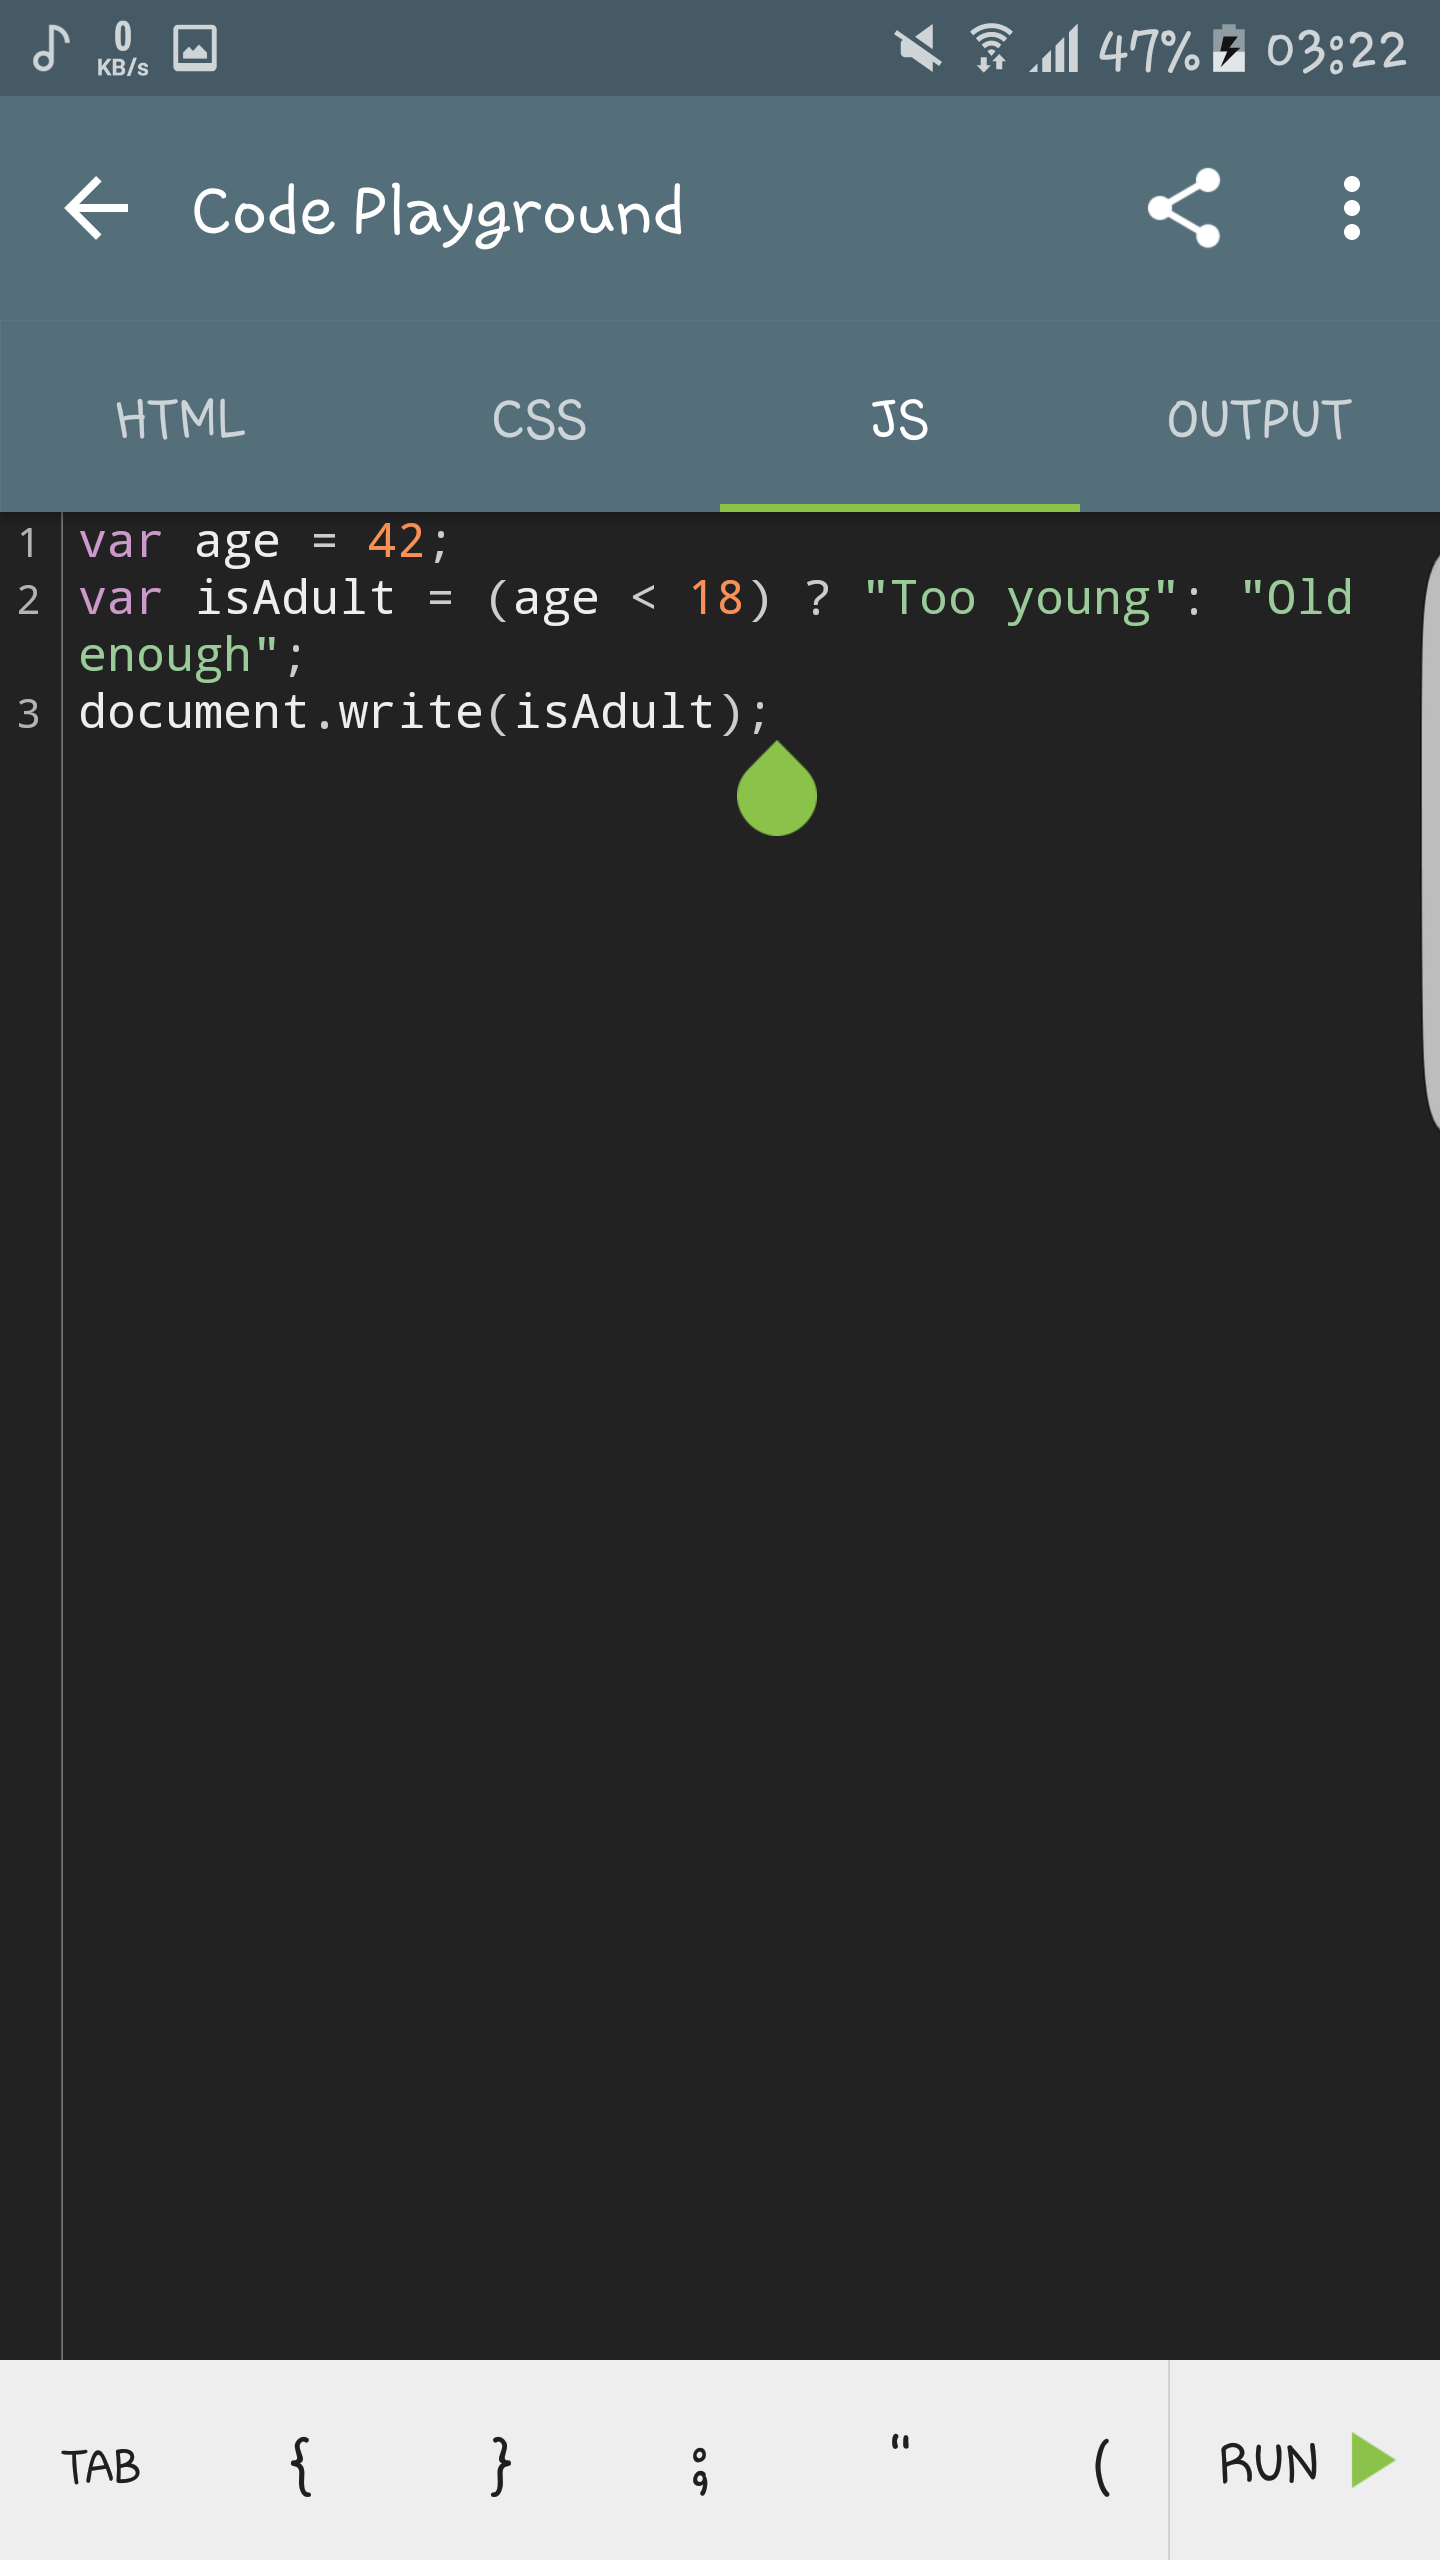 0
KB/s
47% 03:22
Code Playground
HTML CSS JS OUTPUT
1 var age = 42;
2 var isAdult = (age < 18) ? "Too young": "Old
enough";
3 document.write(isAdult);
TAB { } ; " ( RUN